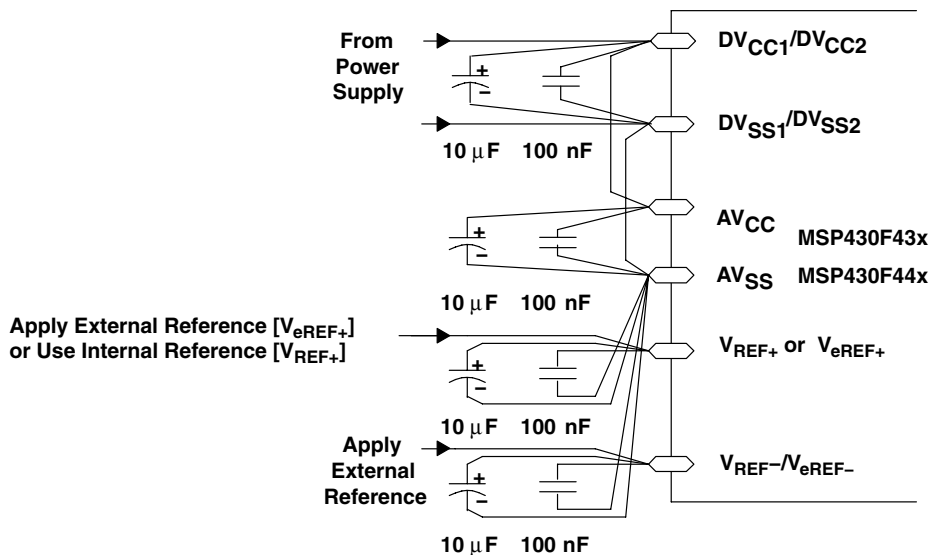 From
Power
Supply
DVCC1/DVCC2
+
−
DVSS1/DVSS2
10 μF 100 nF
AVCC
MSP430F43x
+
−
AVSS MSP430F44x
10 μF 100 nF
Apply External Reference [VeREF+]
or Use Internal Reference [VREF+]
VREF+ or VeREF+
+
−
10 μF 100 nF
Apply
External
Reference
VREF−/VeREF−
+
−
10 μF 100 nF